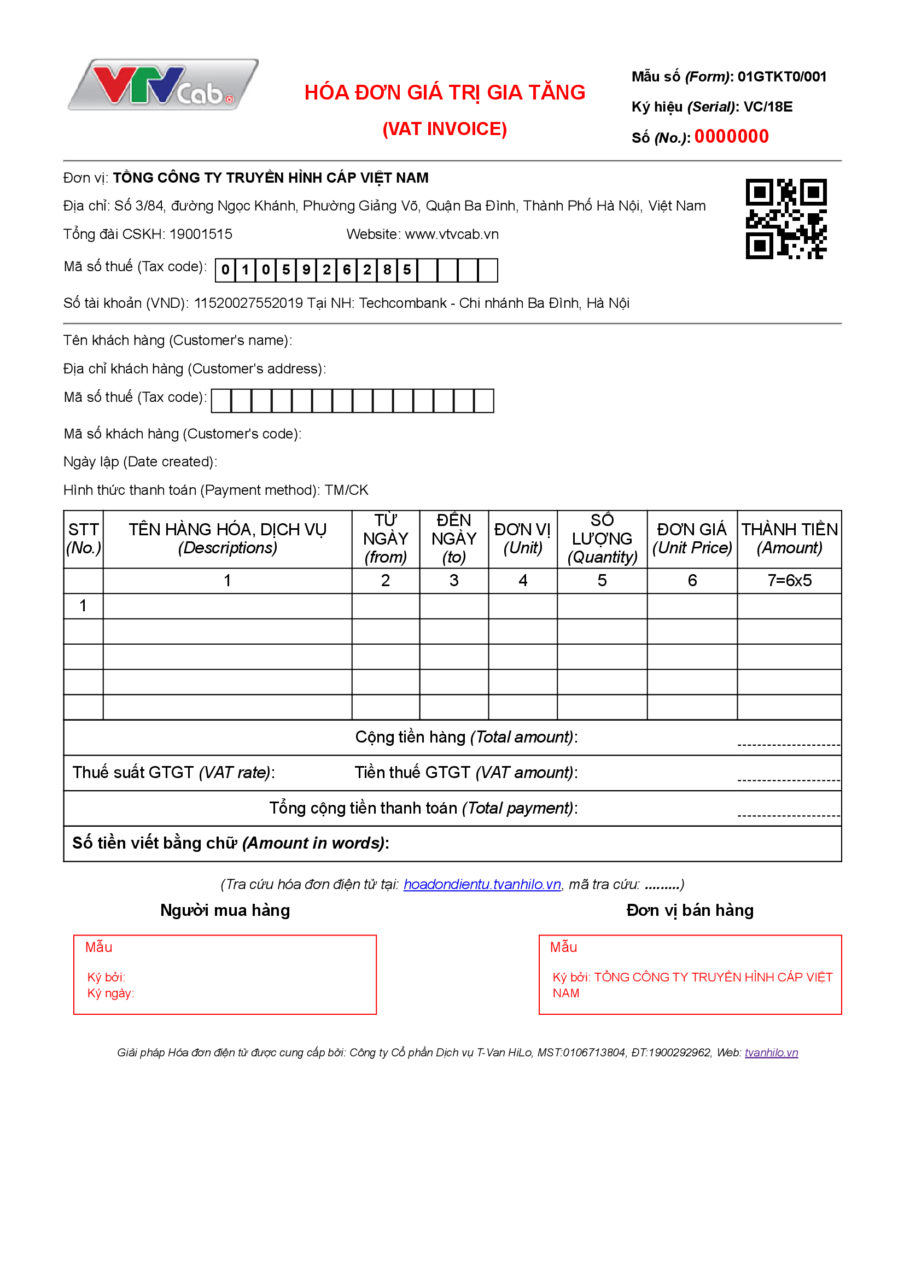 VTV Cab
HÓA ĐƠN GIÁ TRỊ GIA TĂNG
(VAT INVOICE)
Mẫu số (Form): 01GTKT0/001
Ký hiệu (Serial): VC/18E
Số (No.): 0000000
Đơn vị: TỔNG CÔNG TY TRUYỀN HÌNH CÁP VIỆT NAM
Địa chỉ: Số 3/84, đường Ngọc Khánh, Phường Giảng Võ, Quận Ba Đình, Thành Phố Hà Nội, Việt Nam
Tổng đài CSKH: 19001515 Website: www.vtvcab.vn
Mã số thuế (Tax code): 0 1 0 5 9 2 6 2 8 5
Số tài khoản (VND): 11520027552019 Tại NH: Techcombank - Chi nhánh Ba Đình, Hà Nội
Tên khách hàng (Customer's name):
Địa chỉ khách hàng (Customer's address):
Mã số thuế (Tax code):
Mã số khách hàng (Customer's code):
Ngày lập (Date created):
Hình thức thanh toán (Payment method): TM/CK
STT (No.) TÊN HÀNG HÓA, DỊCH VỤ (Descriptions) TỪ NGÀY (from) ĐẾN NGÀY (to) ĐƠN VỊ (Unit) SỐ LƯỢNG (Quantity) ĐƠN GIÁ (Unit Price) THÀNH TIỀN (Amount)
1 2 3 4 5 6 7=6x5
1
Cộng tiền hàng (Total amount):
Thuế suất GTGT (VAT rate): Tiền thuế GTGT (VAT amount):
Tổng cộng tiền thanh toán (Total payment):
Số tiền viết bằng chữ (Amount in words):
(Tra cứu hóa đơn điện tử tại: hoadondientu.tvanhilo.vn, mã tra cứu: .........)
Người mua hàng Đơn vị bán hàng
Mẫu Mẫu
Ký bởi: Ký bởi: TỔNG CÔNG TY TRUYỀN HÌNH CÁP VIỆT
Ký ngày: NAM
Giải pháp Hóa đơn điện tử được cung cấp bởi: Công ty Cổ phần Dịch vụ T-Van HiLo, MST:0106713804, ĐT:1900292962, Web: tvanhilo.vn